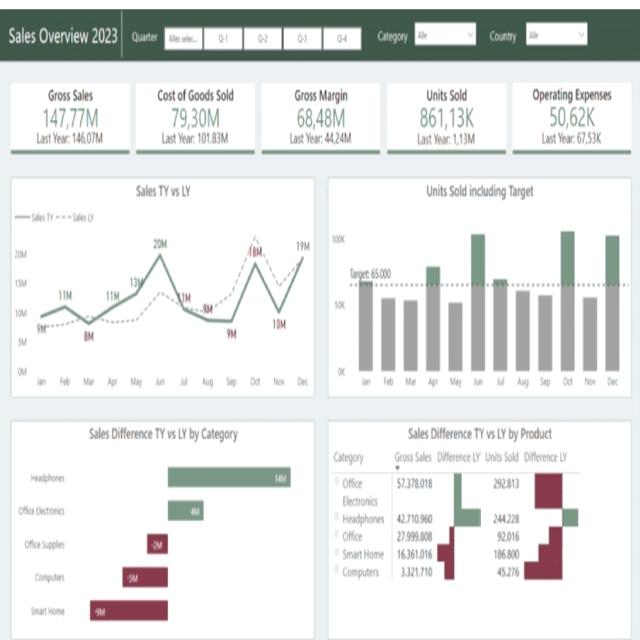 Sales Overview 2023
Quarter
Alles selec...
Q-1
Q-2
Q-3
Q-4
Category
Alle
Country
Alle
Gross Sales
147,77M
Last Year: 146,07M
Cost of Goods Sold
79,30M
Last Year: 101,83M
Gross Margin
68,48M
Last Year: 44,24M
Units Sold
861,13K
Last Year: 1,13M
Operating Expenses
50,62K
Last Year: 67,53K
Sales TY vs LY
Sales TY
Sales LY
20M
15M
10M
5M
0M
9M
11M
8M
11M
13M
20M
11M
9M
9M
18M
10M
19M
Jan Feb Mar Apr May Jun Jul Aug Sep Oct Nov Dec
Units Sold including Target
100K
Target: 65.000
50K
0K
Jan Feb Mar Apr May Jun Jul Aug Sep Oct Nov Dec
Sales Difference TY vs LY by Category
Headphones 14M
Office Electronics 4M
Office Supplies -2M
Computers -5M
Smart Home -9M
Sales Difference TY vs LY by Product
Category Gross Sales Difference LY Units Sold Difference LY
Office 57.378.018 292.813
Electronics
Headphones 42.710.960 244.228
Office 27.999.808 92.016
Smart Home 16.361.016 186.800
Computers 3.321.710 45.276